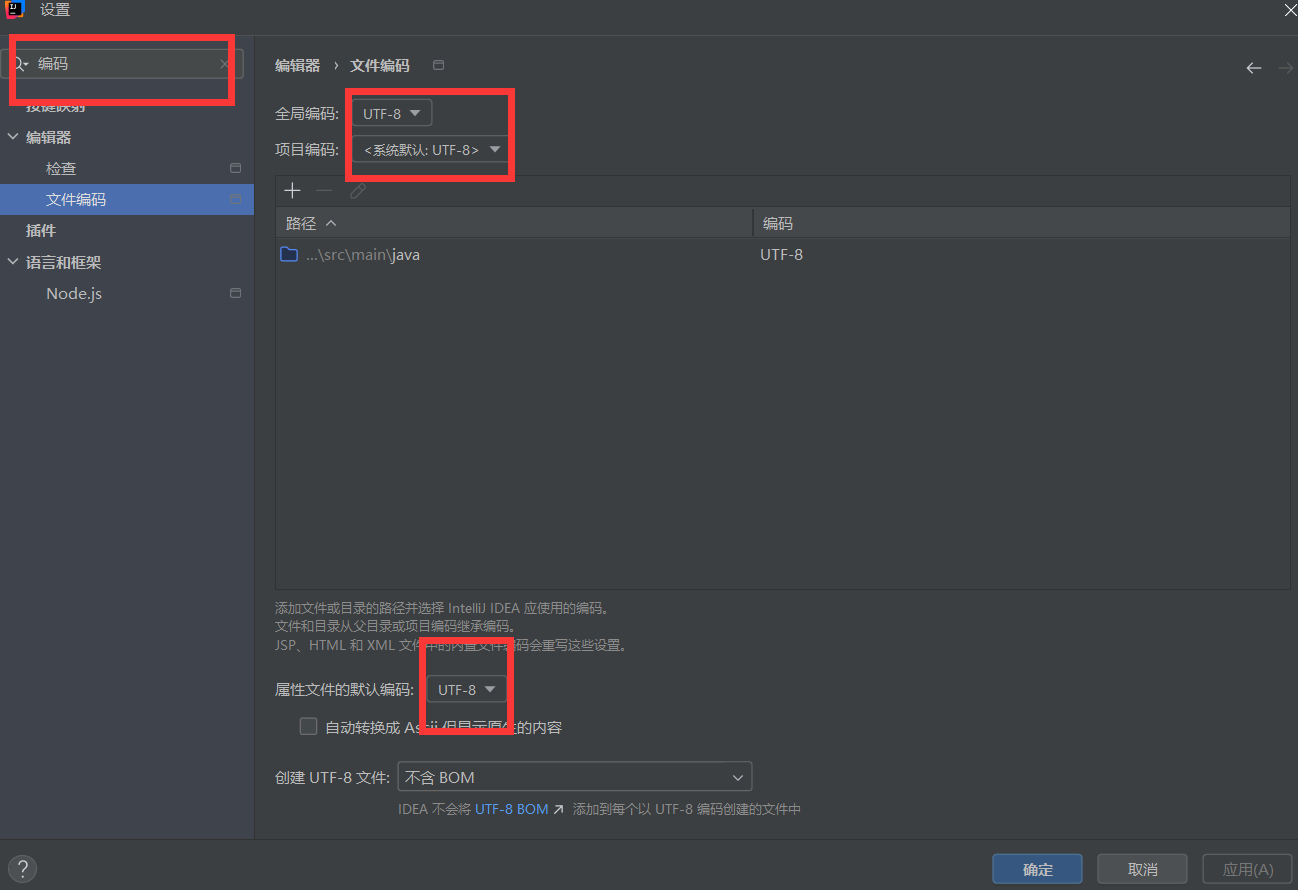 设置
编码
编辑器 › 文件编码
按键映射
全局编码: UTF-8
编辑器
项目编码: <系统默认: UTF-8>
检查
文件编码
路径 编码
插件
...\src\main\java UTF-8
语言和框架
Node.js
添加文件或目录的路径并选择 IntelliJ IDEA 应使用的编码。
文件和目录从父目录或项目编码继承编码。
JSP、HTML 和 XML 文件中的内置文件编码会重写这些设置。
属性文件的默认编码: UTF-8
自动转换成 Ascii 但显示原生的内容
创建 UTF-8 文件: 不含 BOM
IDEA 不会将 UTF-8 BOM ↗ 添加到每个以 UTF-8 编码创建的文件中
?
确定 取消 应用(A)